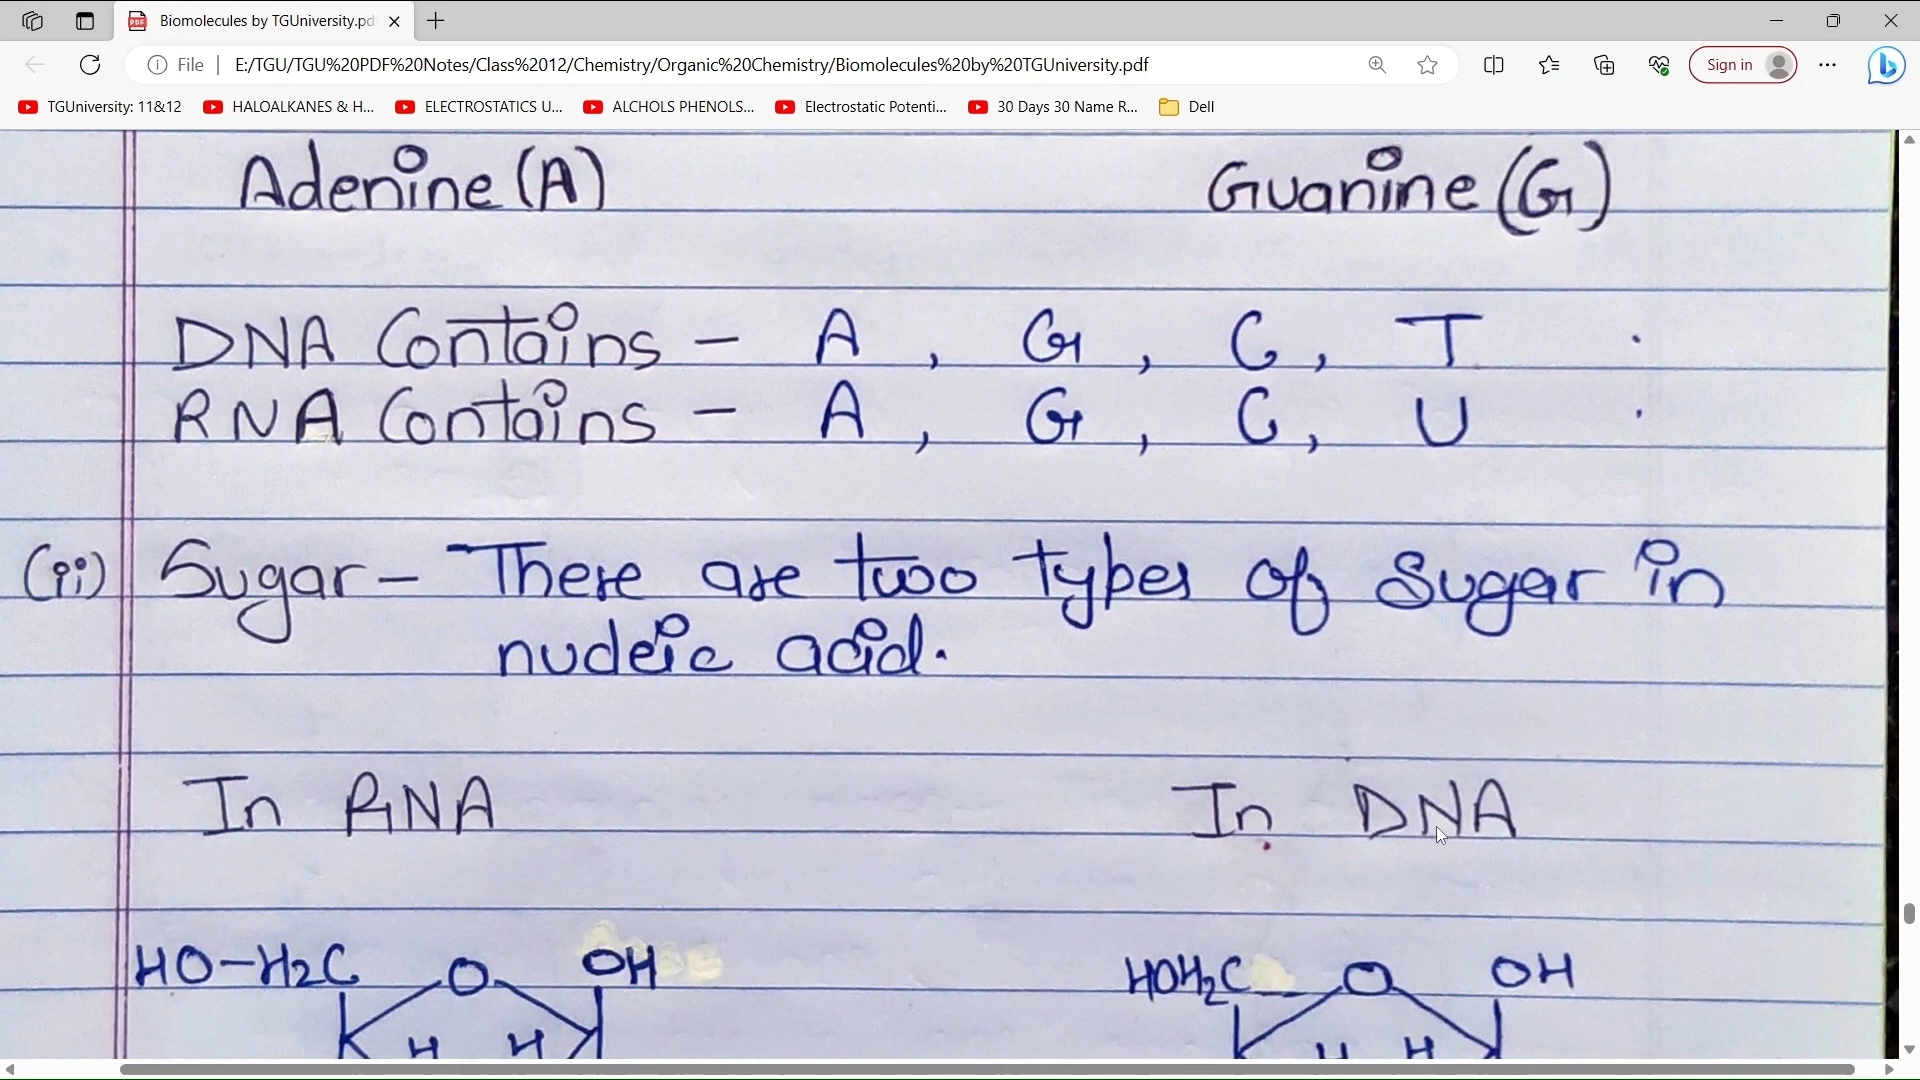 Biomolecules by TGUniversity.pd
File
E:/TGU/TGU%20PDF%20Notes/Class%2012/Chemistry/Organic%20Chemistry/Biomolecules%20by%20TGUniversity.pdf
Sign in
TGUniversity: 11&12
HALOALKANES & H...
ELECTROSTATICS U...
ALCHOLS PHENOLS...
Electrostatic Potenti...
30 Days 30 Name R...
Dell
Adenine (A) Guanine (G)
DNA Contains - A , G , C , T
RNA Contains - A , G , C , U
(ii) Sugar - There are two types of Sugar in
nucleic acid.
In RNA In DNA
HO-H2C O OH HOH2C O OH
H H H H